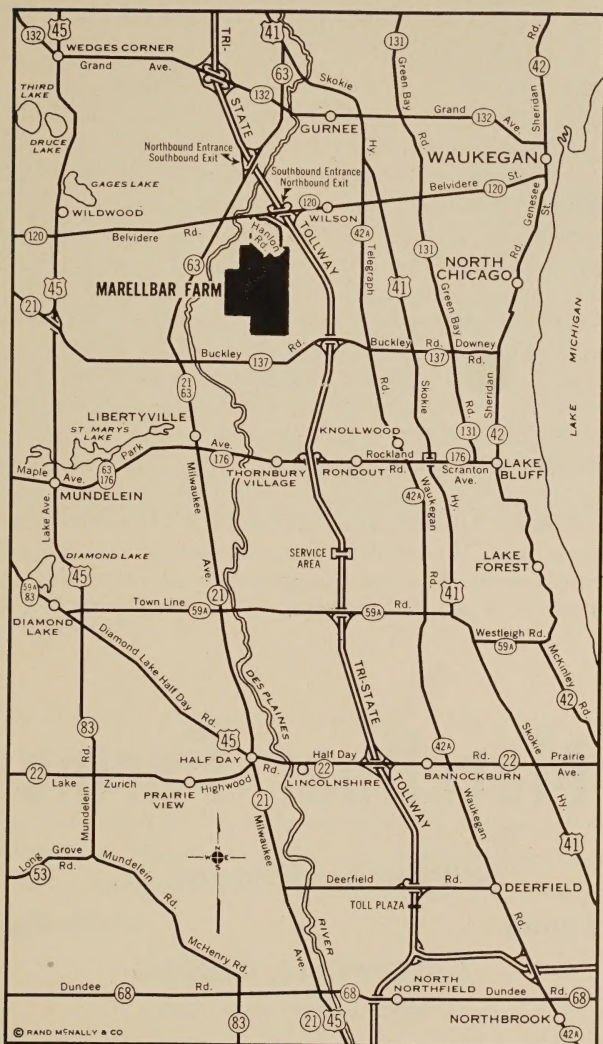 45
TRI-
41
131
42
Rd.
132
WEDGES CORNER
Grand Ave.
63
Skokie
Green Bay
Sheridan
THIRD LAKE
STATE
132
GURNEE
Grand
132
Ave.
DRUCE LAKE
Northbound Entrance
Southbound Exit
Hy.
Rd.
WAUKEGAN
Southbound Entrance
Northbound Exit
Belvidere
St.
120
GAGES LAKE
WILDWOOD
120
WILSON
Genesee St.
120
Belvidere Rd.
Hanlon Rd.
TOLLWAY
42A
Telegraph
131
Rd.
45
63
NORTH CHICAGO
21
MARELLBAR FARM
41
Green Bay
LAKE MICHIGAN
Buckley
137
Rd.
Buckley
Rd.
137
Downey
Rd.
21
63
Skokie
Rd.
Sheridan
LIBERTYVILLE
KNOLLWOOD
131
42
ST. MARYS LAKE
Park Ave.
176
Rockland
Rd.
176
Scranton Ave.
LAKE BLUFF
Maple Ave.
63
176
THORNBURY VILLAGE
RONDOUT
MUNDELEIN
Milwaukee
42A
Waukegan
Hy.
Lake Ave.
SERVICE AREA
LAKE FOREST
DIAMOND LAKE
45
Ave.
Rd.
41
59A
83
21
Town Line
59A
59A
Rd.
DIAMOND LAKE
Westleigh Rd.
59A
McKinley Rd.
Diamond Lake Half Day
Rd.
DES PLAINES
TRI-STATE
42
83
45
Skokie
Rd.
HALF DAY
Half Day
Rd.
22
42A
Rd.
22
Prairie Ave.
22
Lake Zurich
Highwood
LINCOLNSHIRE
BANNOCKBURN
PRAIRIE VIEW
Mundelein
21
TOLLWAY
Waukegan
Hy.
Milwaukee
41
Long Grove Rd.
53
Mundelein
Rd.
N
W
E
S
Deerfield
Rd.
DEERFIELD
TOLL PLAZA
McHenry Rd.
RIVER
Rd.
Ave.
Dundee
68
Rd.
68
NORTH NORTHFIELD
Dundee Rd.
68
© RAND McNALLY & CO
83
21
45
NORTHBROOK
42A